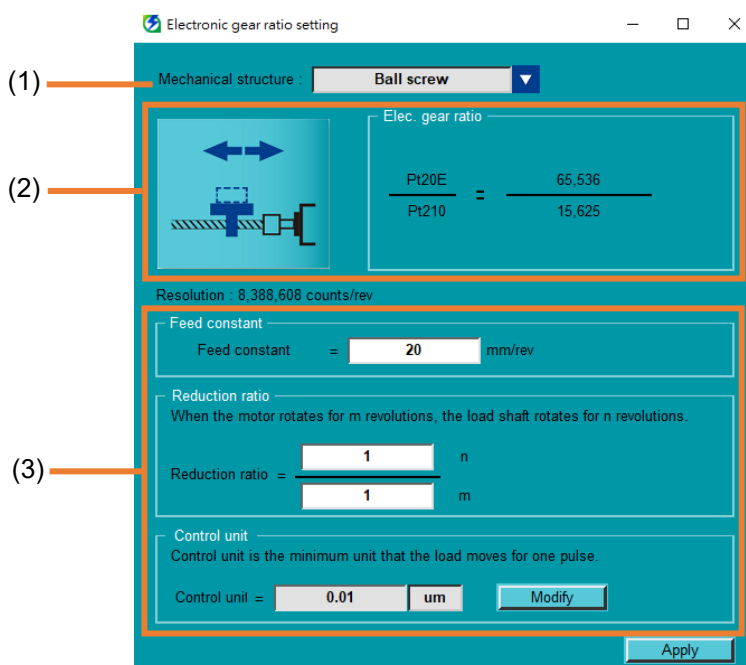 Electronic gear ratio setting
(1)
Mechanical structure : Ball screw
(2)
Elec. gear ratio
Pt20E = 65,536
Pt210 15,625
Resolution : 8,388,608 counts/rev
(3)
Feed constant
Feed constant = 20 mm/rev
Reduction ratio
When the motor rotates for m revolutions, the load shaft rotates for n revolutions.
1 n
Reduction ratio =
1 m
Control unit
Control unit is the minimum unit that the load moves for one pulse.
Control unit = 0.01 um Modify
Apply